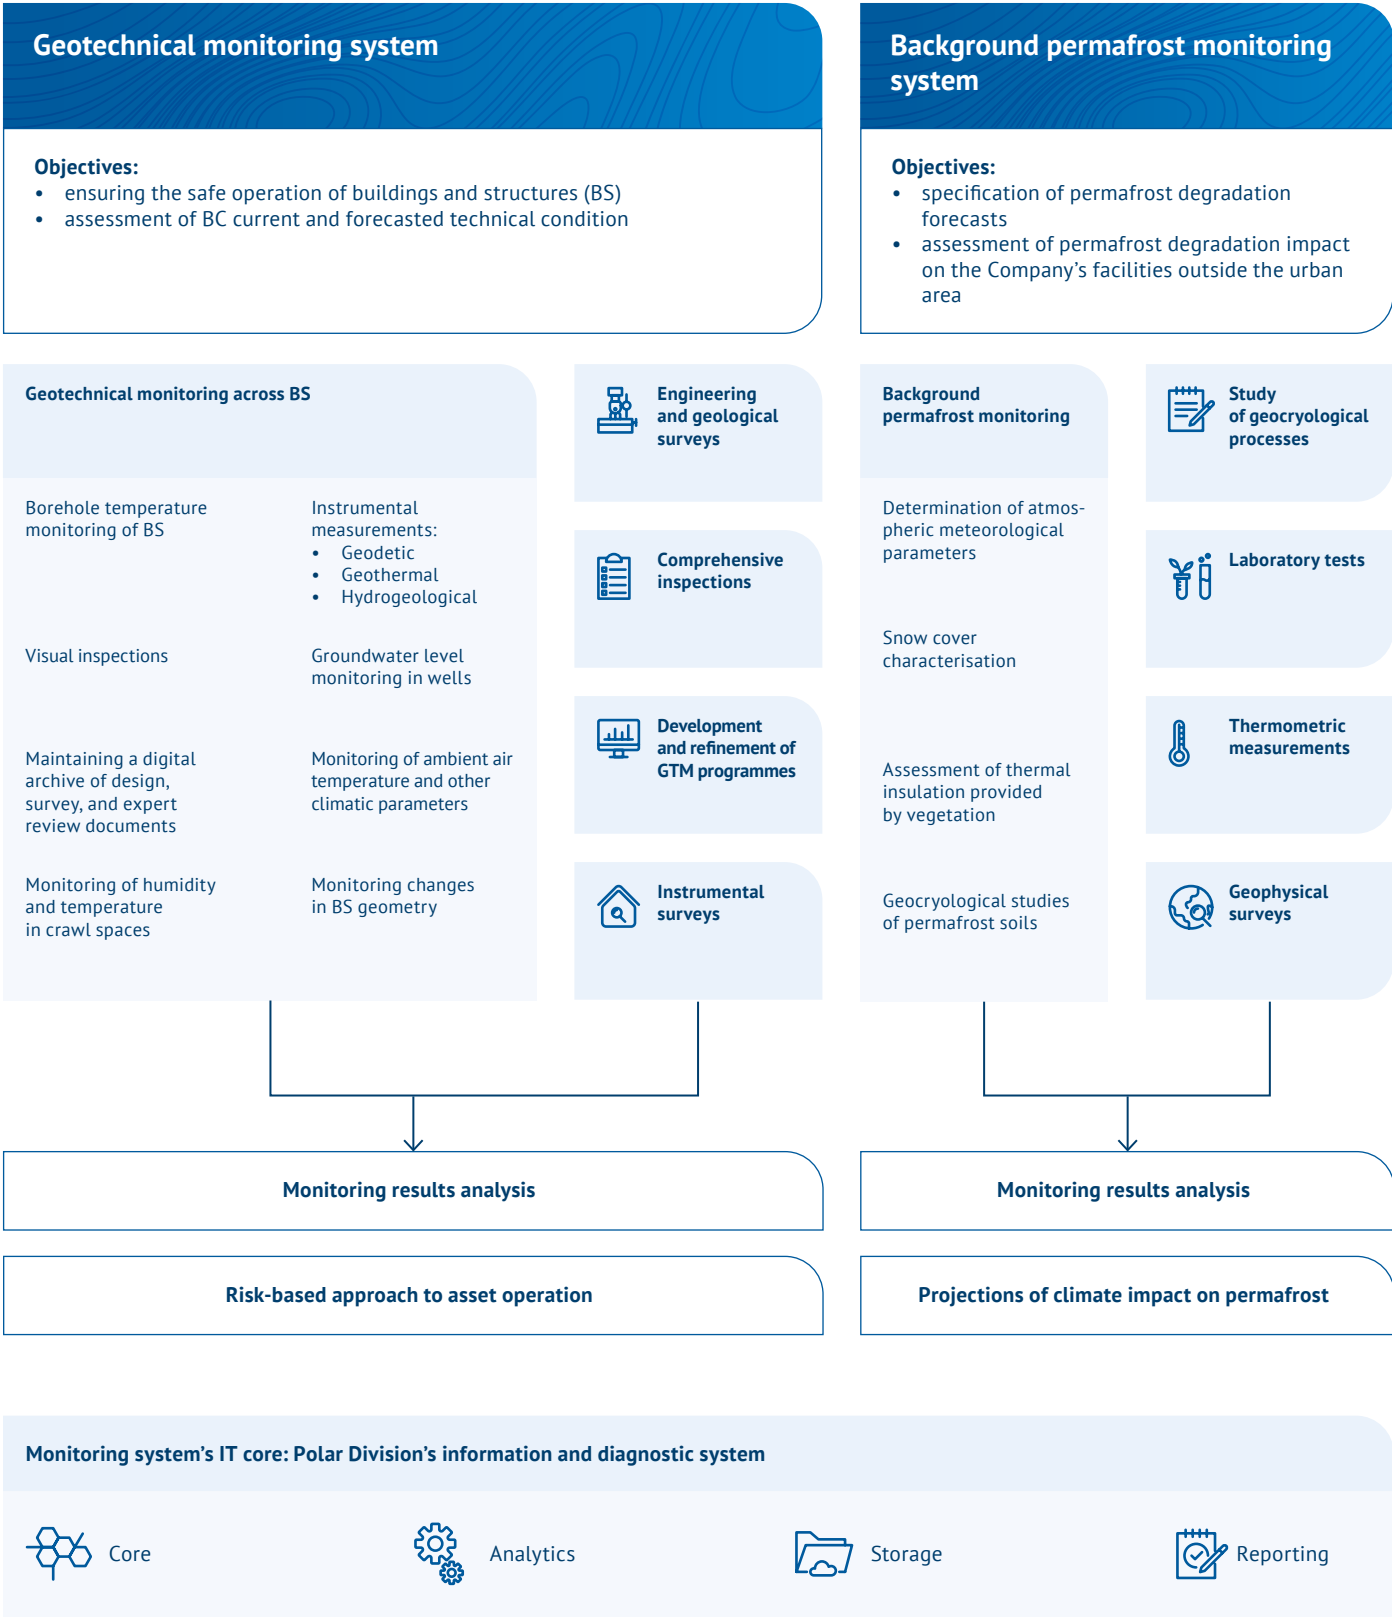 Geotechnical monitoring system
Objectives:
• ensuring the safe operation of buildings and structures (BS)
• assessment of BC current and forecasted technical condition
Background permafrost monitoring
system
Objectives:
• specification of permafrost degradation
forecasts
• assessment of permafrost degradation impact
on the Company's facilities outside the urban
area
Geotechnical monitoring across BS
Borehole temperature
monitoring of BS
Instrumental
measurements:
• Geodetic
• Geothermal
• Hydrogeological
Visual inspections
Groundwater level
monitoring in wells
Maintaining a digital
archive of design,
survey, and expert
review documents
Monitoring of ambient air
temperature and other
climatic parameters
Monitoring of humidity
and temperature
in crawl spaces
Monitoring changes
in BS geometry
Engineering
and geological
surveys
Comprehensive
inspections
Development
and refinement of
GTM programmes
Instrumental
surveys
Background
permafrost monitoring
Determination of atmos-
pheric meteorological
parameters
Snow cover
characterisation
Assessment of thermal
insulation provided
by vegetation
Geocryological studies
of permafrost soils
Study
of geocryological
processes
Laboratory tests
Thermometric
measurements
Geophysical
surveys
Monitoring results analysis
Risk-based approach to asset operation
Monitoring results analysis
Projections of climate impact on permafrost
Monitoring system's IT core: Polar Division's information and diagnostic system
Core
Analytics
Storage
Reporting